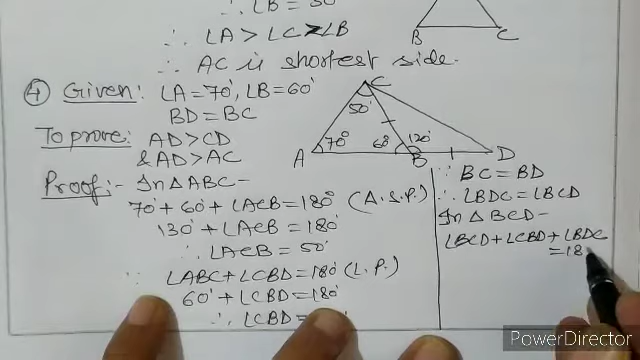 ∴ ∠B = 50°
∴ ∠A > ∠C > ∠B
∴ AC is shortest side.
B C
④ Given: ∠A = 70°, ∠B = 60°
BD = BC
To prove: AD > CD
& AD > AC
C
50°
70° 60° 120°
A B D
Proof:- In △ABC -
70° + 60° + ∠ACB = 180° (A.S.P.)
130° + ∠ACB = 180°
∴ ∠ACB = 50°
∵ ∠ABC + ∠CBD = 180° (L.P.)
60° + ∠CBD = 180°
∴ ∠CBD =
∵ BC = BD
∴ ∠BDC = ∠BCD
In △BCD -
∠BCD + ∠CBD + ∠BDC
= 18
PowerDirector